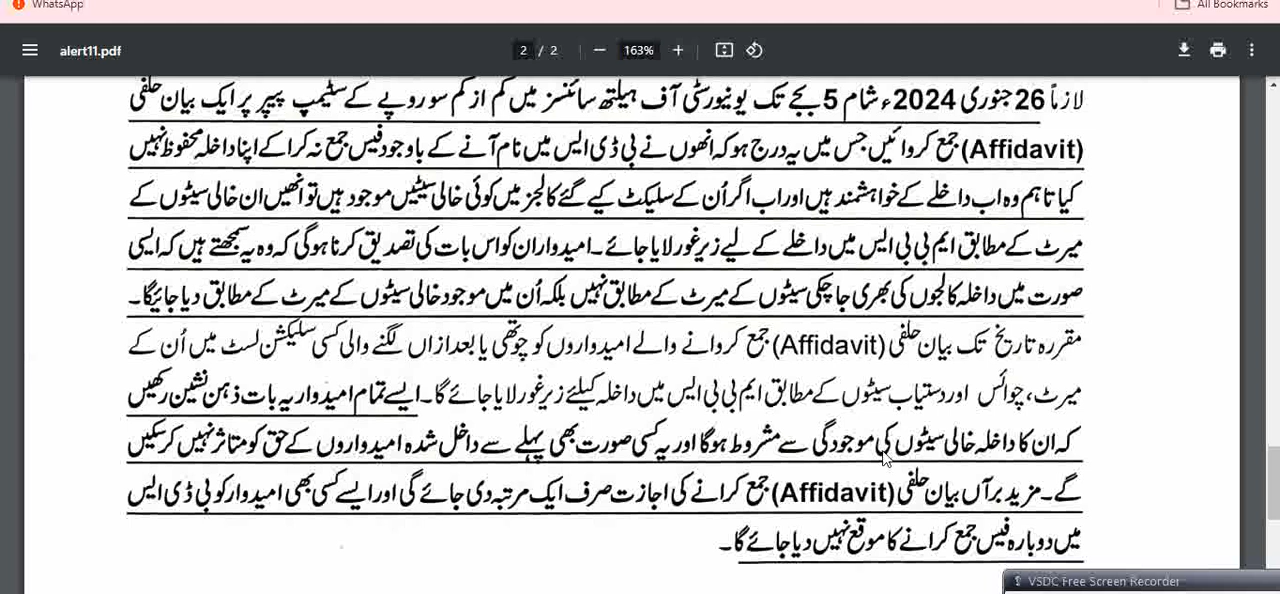 WhatsApp
All Bookmarks
alert11.pdf
2 / 2
163%
لازماً 26 جنوری 2024ء شام 5 بجے تک یونیورسٹی آف ہیلتھ سائنسز میں کم از کم سو روپے کے سٹیمپ پیپر پر ایک بیان حلفی
(Affidavit) جمع کروائیں جس میں یہ درج ہو کہ انھوں نے بی ڈی ایس میں نام آنے کے باوجود فیس جمع نہ کرا کے اپنا داخلہ محفوظ نہیں
کیا تاہم وہ اب داخلے کے خواہشمند ہیں اور اب اگر اُن کے سلیکٹ کیے گئے کالجز میں کوئی خالی سیٹیں موجود ہیں تو انھیں ان خالی سیٹوں کے
میرٹ کے مطابق ایم بی بی ایس میں داخلے کے لیے زیرغور لایا جائے۔ امیدواران کو اس بات کی تصدیق کرنا ہوگی کہ وہ یہ سمجھتے ہیں کہ ایسی
صورت میں داخلہ کالجوں کی بھری جا چکی سیٹوں کے میرٹ کے مطابق نہیں بلکہ اُن میں موجود خالی سیٹوں کے میرٹ کے مطابق دیا جائیگا۔
مقررہ تاریخ تک بیان حلفی (Affidavit) جمع کروانے والے امیدواروں کو چوتھی یا بعد ازاں لگنے والی کسی سلیکشن لسٹ میں اُن کے
میرٹ، چوائس اور دستیاب سیٹوں کے مطابق ایم بی بی ایس میں داخلہ کیلئے زیرغور لایا جائے گا۔ ایسے تمام امیدوار یہ بات ذہن نشین رکھیں
کہ ان کا داخلہ خالی سیٹوں کی موجودگی سے مشروط ہوگا اور یہ کسی صورت بھی پہلے سے داخل شدہ امیدواروں کے حق کو متاثر نہیں کر سکیں
گے۔ مزید برآں بیان حلفی (Affidavit) جمع کرانے کی اجازت صرف ایک مرتبہ دی جائے گی اور ایسے کسی بھی امیدوار کو بی ڈی ایس
میں دوبارہ فیس جمع کرانے کا موقع نہیں دیا جائے گا۔
VSDC Free Screen Recorder